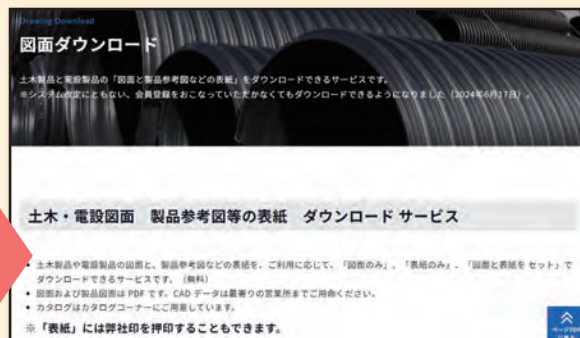 Drawing Download
図面ダウンロード
土木製品と電設製品の「図面と製品参考図などの表紙」をダウンロードできるサービスです。
※システム改定にともない、会員登録をおこなっていただかなくてもダウンロードできるようになりました（2024年6月17日）。
土木・電設図面　製品参考図等の表紙　ダウンロード サービス
• 土木製品や電設製品の図面と、製品参考図などの表紙を、ご利用に応じて、「図面のみ」、「表紙のみ」、「図面と表紙を セット」で
ダウンロードできるサービスです。（無料）
• 図面および製品図面は PDF です。CAD データは最寄りの営業所までご用命ください。
• カタログはカタログコーナーにご用意しています。
※「表紙」には弊社印を押印することもできます。
ページTOP
に戻る